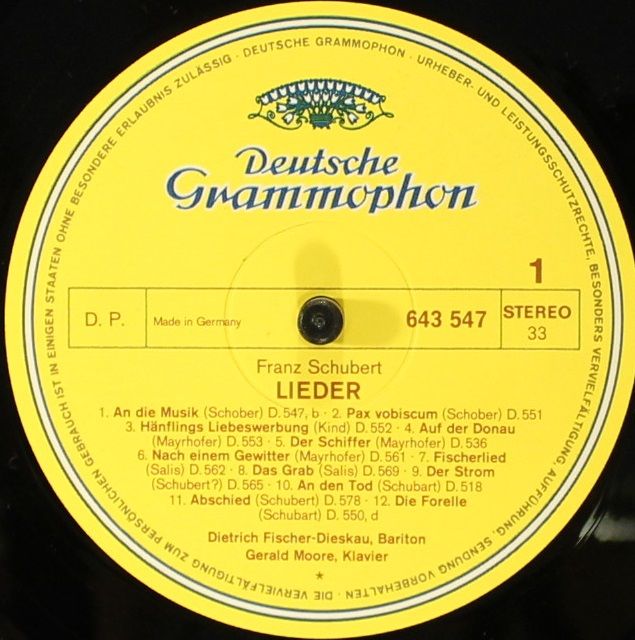 DEUTSCHE GRAMMOPHON · URHEBER- UND LEISTUNGSSCHUTZRECHTE, BESONDERS VERVIELFÄLTIGUNG, AUFFÜHRUNG, SENDUNG VORBEHALTEN · DIE VERVIELFÄLTIGUNG ZUM PERSÖNLICHEN GEBRAUCH IST IN EINIGEN STAATEN OHNE BESONDERE ERLAUBNIS ZULÄSSIG ·
Deutsche
Grammophon
1
D. P. Made in Germany 643 547 STEREO
33
Franz Schubert
LIEDER
1. An die Musik (Schober) D. 547, b · 2. Pax vobiscum (Schober) D. 551
3. Hänflings Liebeswerbung (Kind) D. 552 · 4. Auf der Donau
(Mayrhofer) D. 553 · 5. Der Schiffer (Mayrhofer) D. 536
6. Nach einem Gewitter (Mayrhofer) D. 561 · 7. Fischerlied
(Salis) D. 562 · 8. Das Grab (Salis) D. 569 · 9. Der Strom
(Schubert?) D. 565 · 10. An den Tod (Schubart) D. 518
11. Abschied (Schubert) D. 578 · 12. Die Forelle
(Schubart) D. 550, d
Dietrich Fischer-Dieskau, Bariton
Gerald Moore, Klavier
*